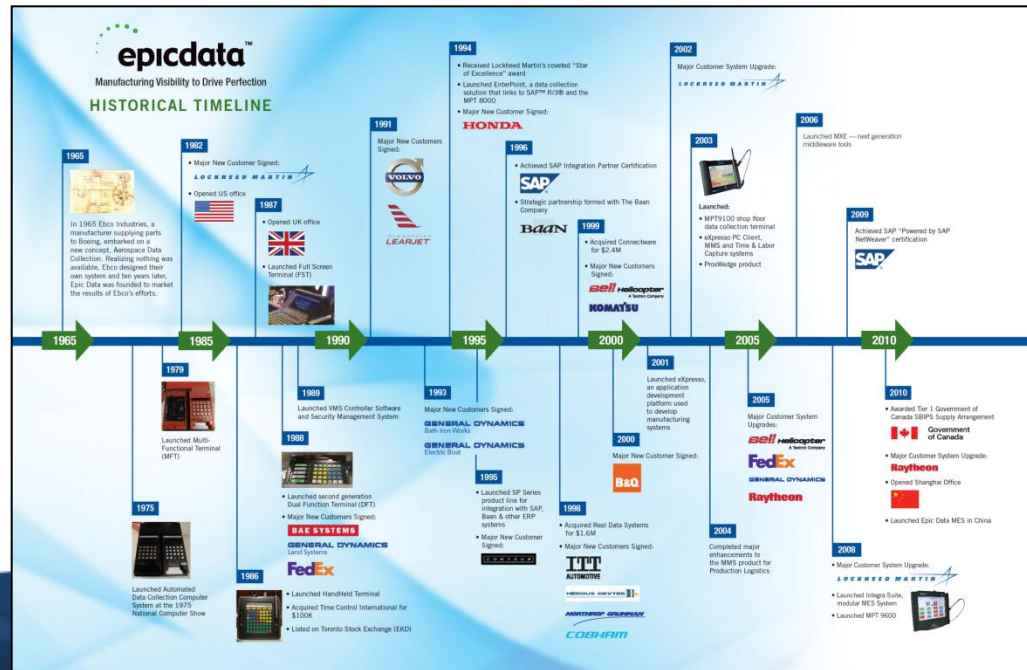 epicdata™
Manufacturing Visibility to Drive Perfection
HISTORICAL TIMELINE
1965
In 1965 Ebco Industries, a
manufacturer supplying parts
to Boeing, embarked on a
new concept, Aerospace Data
Collection. Realizing nothing was
available, Ebco designed their
own system and ten years later,
Epic Data was founded to market
the results of Ebco's efforts.
1982
• Major New Customer Signed:
LOCKHEED MARTIN
• Opened US office
1987
• Opened UK office
• Launched Full Screen
Terminal (FST)
1991
Major New Customers
Signed:
VOLVO
LEARJET
1994
• Received Lockheed Martin's coveted "Star
of Excellence" award
• Launched EnterPoint, a data collection
solution that links to SAP™ R/3® and the
MPT 8000
• Major New Customer Signed:
HONDA
1996
• Achieved SAP Integration Partner Certification
SAP
• Strategic partnership formed with The Baan
Company
BAAN
1999
• Acquired Connectware
for $2.4M
• Major New Customers
Signed:
Bell Helicopter
A Textron Company
KOMATSU
2002
Major Customer System Upgrade:
LOCKHEED MARTIN
2003
Launched:
• MPT9100 shop floor
data collection terminal
• eXpresso PC Client,
MMS and Time & Labor
Capture systems
• ProxWedge product
2006
Launched MXE — next generation
middleware tools
2009
Achieved SAP "Powered by SAP
NetWeaver" certification
SAP
1965
1985
1990
1995
2000
2005
2010
1975
Launched Automated
Data Collection Computer
System at the 1975
National Computer Show
1979
Launched Multi-
Functional Terminal
(MFT)
1986
• Launched HandHeld Terminal
• Acquired Time Control International for
$100K
• Listed on Toronto Stock Exchange (EKD)
1989
Launched VMS Controller Software
and Security Management System
1988
• Launched second generation
Dual Function Terminal (DFT)
• Major New Customers Signed:
BAE SYSTEMS
GENERAL DYNAMICS
Land Systems
FedEx
1993
Major New Customers Signed:
GENERAL DYNAMICS
Bath Iron Works
GENERAL DYNAMICS
Electric Boat
1995
• Launched SP Series
product line for
integration with SAP,
Baan & other ERP
systems
• Major New Customer
Signed:
CONTOUR
1998
• Acquired Real Data Systems
for $1.6M
• Major New Customers Signed:
ITT
AUTOMOTIVE
HÉROUX DEVTEK
NORTHROP GRUMMAN
COBHAM
2000
Major New Customer Signed:
B&Q
2001
Launched eXpresso,
an application
development
platform used
to develop
manufacturing
systems
2004
Completed major
enhancements to
the MMS product for
Production Logistics
2005
Major Customer System
Upgrades:
Bell Helicopter
A Textron Company
FedEx
GENERAL DYNAMICS
Raytheon
2008
• Major Customer System Upgrade:
LOCKHEED MARTIN
• Launched Integra Suite,
modular MES System
• Launched MPT 9600
2010
• Awarded Tier 1 Government of
Canada SBIPS Supply Arrangement
Government
of Canada
• Major Customer System Upgrade:
Raytheon
• Opened Shanghai Office
• Launched Epic Data MES in China